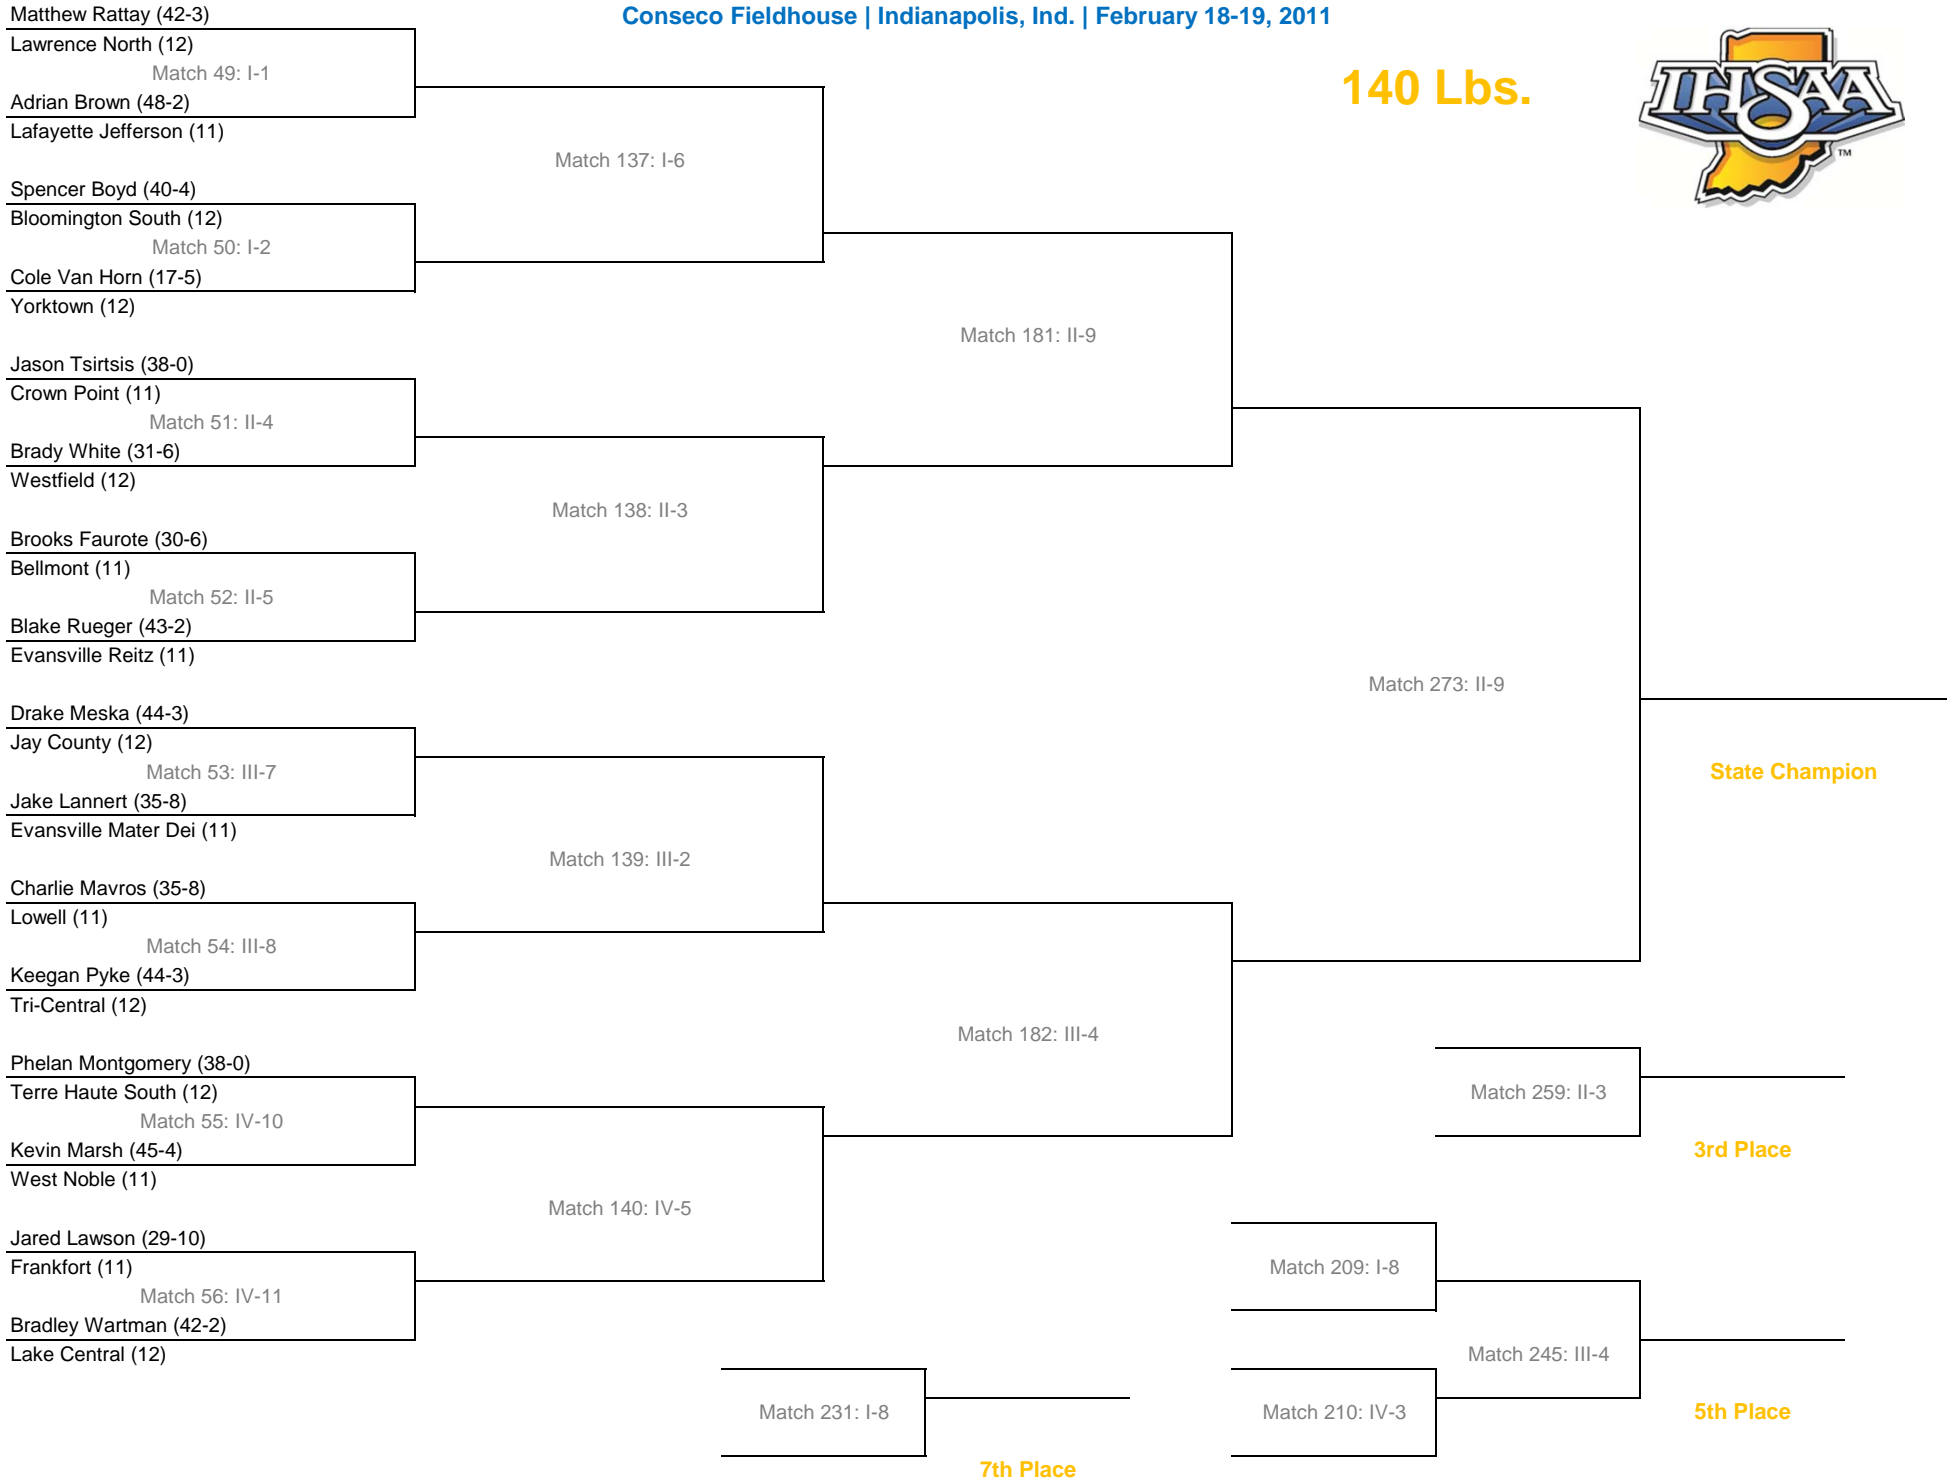 Conseco Fieldhouse | Indianapolis, Ind. | February 18-19, 2011
140 Lbs.
IHSAA
TM
Matthew Rattay (42-3)
Lawrence North (12)
Match 49: I-1
Adrian Brown (48-2)
Lafayette Jefferson (11)
Match 137: I-6
Spencer Boyd (40-4)
Bloomington South (12)
Match 50: I-2
Cole Van Horn (17-5)
Yorktown (12)
Match 181: II-9
Jason Tsirtsis (38-0)
Crown Point (11)
Match 51: II-4
Brady White (31-6)
Westfield (12)
Match 138: II-3
Brooks Faurote (30-6)
Bellmont (11)
Match 52: II-5
Blake Rueger (43-2)
Evansville Reitz (11)
Match 273: II-9
Drake Meska (44-3)
Jay County (12)
Match 53: III-7
State Champion
Jake Lannert (35-8)
Evansville Mater Dei (11)
Match 139: III-2
Charlie Mavros (35-8)
Lowell (11)
Match 54: III-8
Keegan Pyke (44-3)
Tri-Central (12)
Match 182: III-4
Phelan Montgomery (38-0)
Terre Haute South (12)
Match 259: II-3
Match 55: IV-10
Kevin Marsh (45-4)
3rd Place
West Noble (11)
Match 140: IV-5
Jared Lawson (29-10)
Frankfort (11)
Match 209: I-8
Match 56: IV-11
Bradley Wartman (42-2)
Lake Central (12)
Match 245: III-4
Match 231: I-8
Match 210: IV-3
5th Place
7th Place